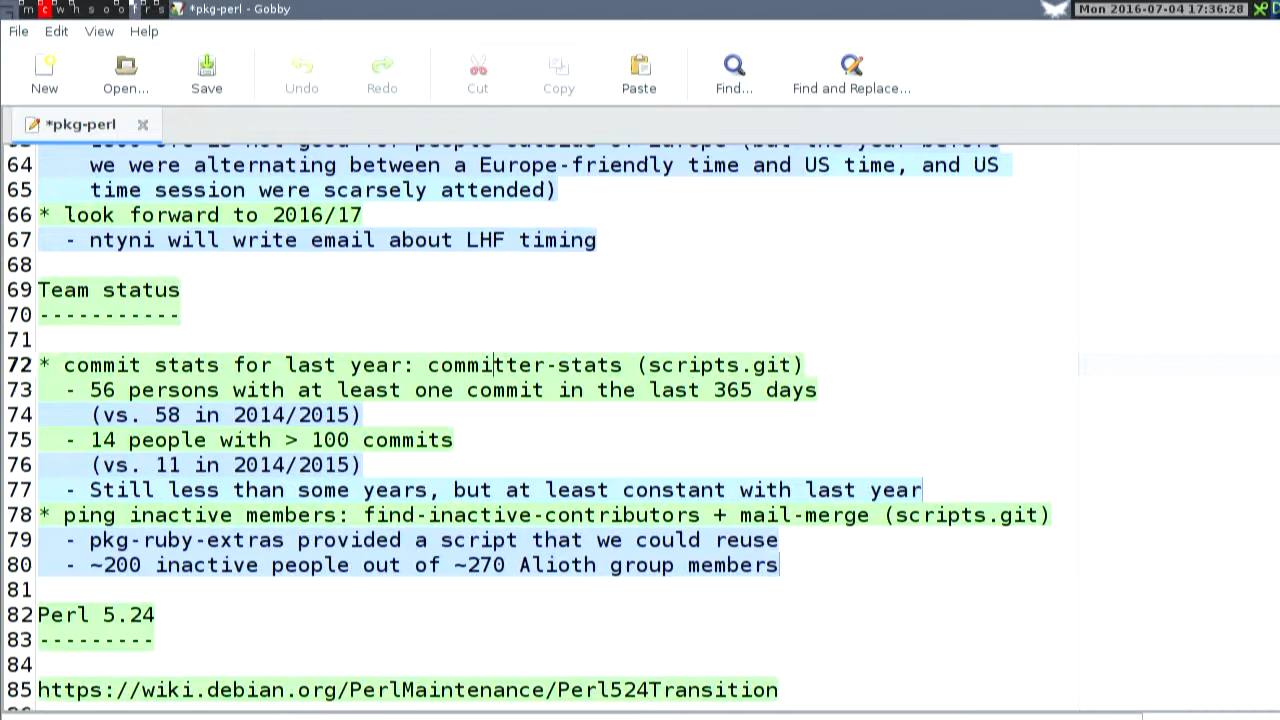 m c w h s o o f r s *pkg-perl - Gobby
Mon 2016-07-04 17:36:28
File Edit View Help
New Open... Save Undo Redo Cut Copy Paste Find... Find and Replace...
*pkg-perl
64 we were alternating between a Europe-friendly time and US time, and US
65 time session were scarsely attended)
66 * look forward to 2016/17
67 - ntyni will write email about LHF timing
68
69 Team status
70 -----------
71
72 * commit stats for last year: committer-stats (scripts.git)
73 - 56 persons with at least one commit in the last 365 days
74 (vs. 58 in 2014/2015)
75 - 14 people with > 100 commits
76 (vs. 11 in 2014/2015)
77 - Still less than some years, but at least constant with last year
78 * ping inactive members: find-inactive-contributors + mail-merge (scripts.git)
79 - pkg-ruby-extras provided a script that we could reuse
80 - ~200 inactive people out of ~270 Alioth group members
81
82 Perl 5.24
83 ---------
84
85 https://wiki.debian.org/PerlMaintenance/Perl524Transition